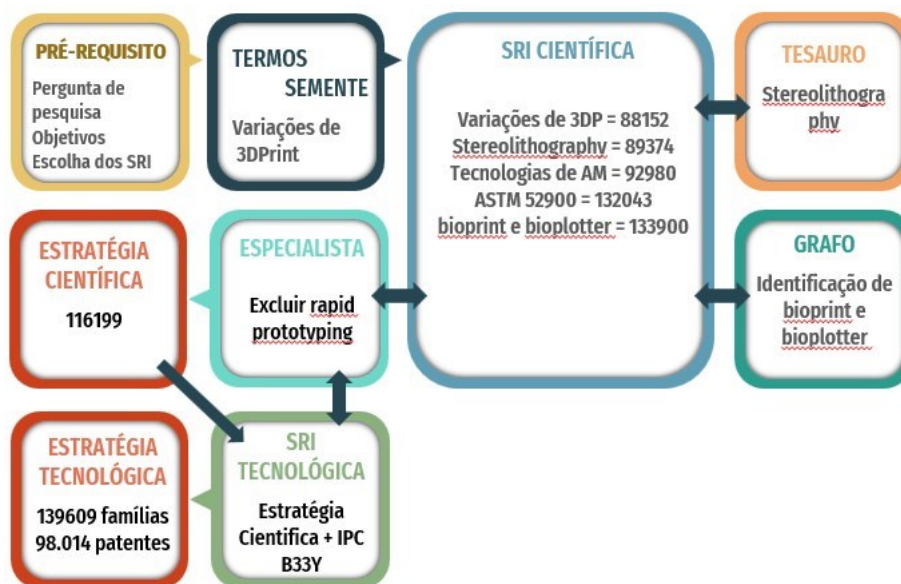 PRÉ-REQUISITO
Pergunta de
pesquisa
Objetivos
Escolha dos SRI
TERMOS
SEMENTE
Variações de
3DPrint
SRI CIENTÍFICA
Variações de 3DP = 88152
Stereolithography = 89374
Tecnologias de AM = 92980
ASTM 52900 = 132043
bioprint e bioplotter = 133900
TESAURO
Stereolithogra
phy
ESTRATÉGIA
CIENTÍFICA
116199
ESPECIALISTA
Excluir rapid
prototyping
GRAFO
Identificação de
bioprint e
bioplotter
ESTRATÉGIA
TECNOLÓGICA
139609 famílias
98.014 patentes
SRI
TECNOLÓGICA
Estratégia
Cientifica + IPC
B33Y